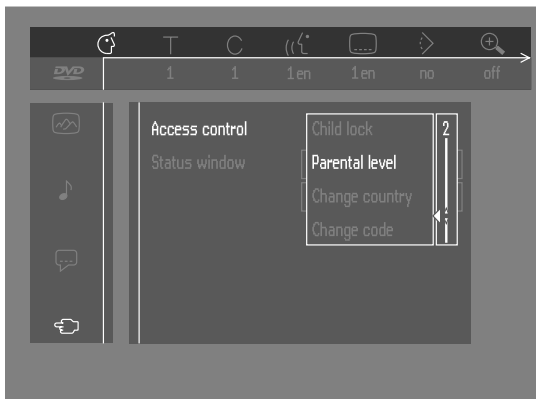 T C
DVD 1 1 1 en 1 en no off
Access control Child lock 2
Status window Parental level
Change country
Change code